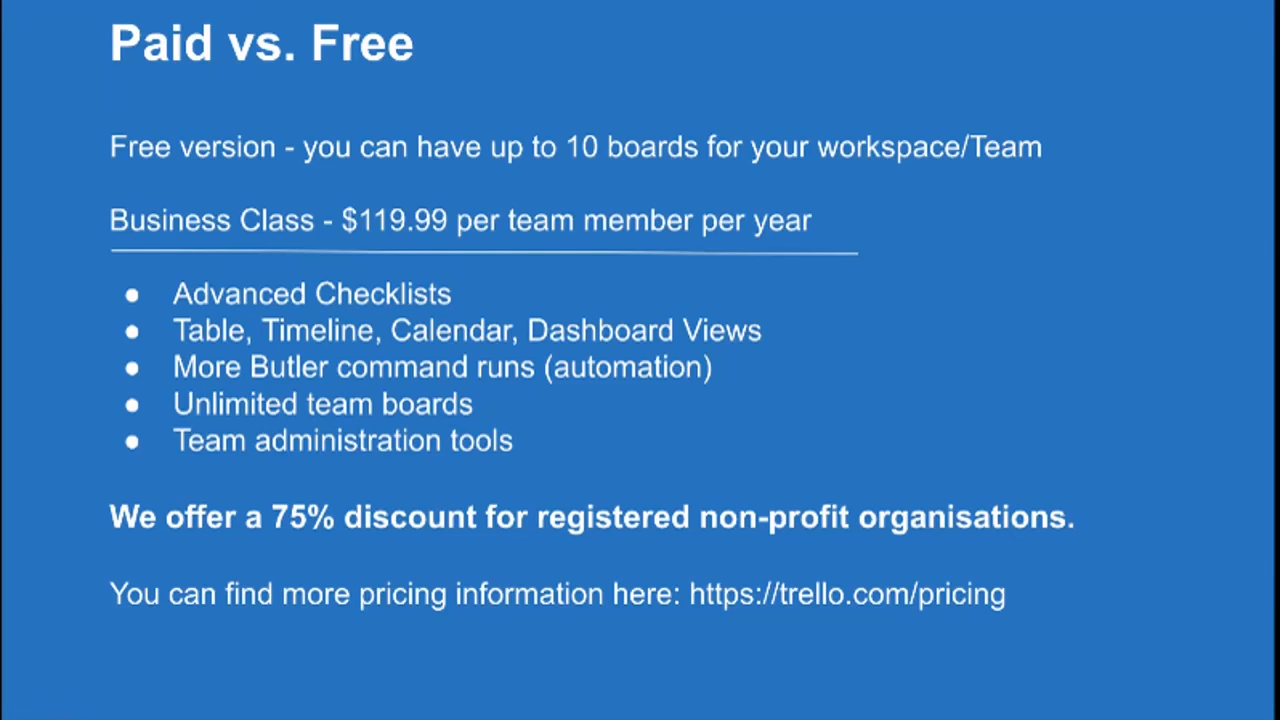 Paid vs. Free
Free version - you can have up to 10 boards for your workspace/Team
Business Class - $119.99 per team member per year
● Advanced Checklists
● Table, Timeline, Calendar, Dashboard Views
● More Butler command runs (automation)
● Unlimited team boards
● Team administration tools
We offer a 75% discount for registered non-profit organisations.
You can find more pricing information here: https://trello.com/pricing